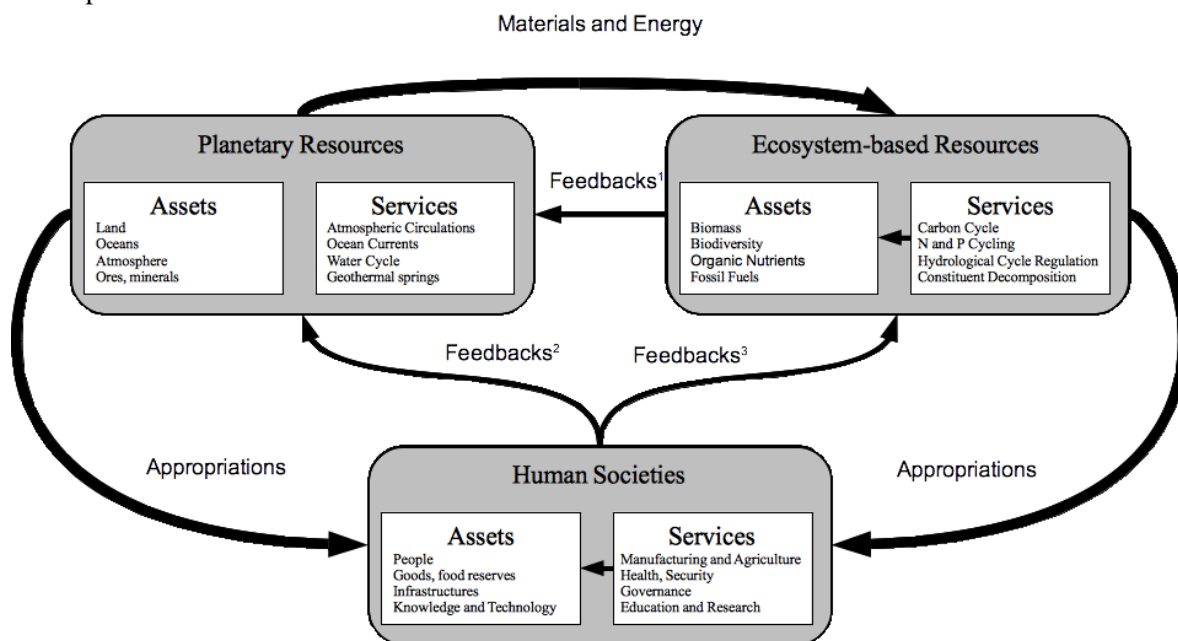 Materials and Energy
Planetary Resources
Assets
Land
Oceans
Atmosphere
Ores, minerals
Services
Atmospheric Circulations
Ocean Currents
Water Cycle
Geothermal springs
Feedbacks¹
Ecosystem-based Resources
Assets
Biomass
Biodiversity
Organic Nutrients
Fossil Fuels
Services
Carbon Cycle
N and P Cycling
Hydrological Cycle Regulation
Constituent Decomposition
Feedbacks²
Feedbacks³
Appropriations
Appropriations
Human Societies
Assets
People
Goods, food reserves
Infrastructures
Knowledge and Technology
Services
Manufacturing and Agriculture
Health, Security
Governance
Education and Research